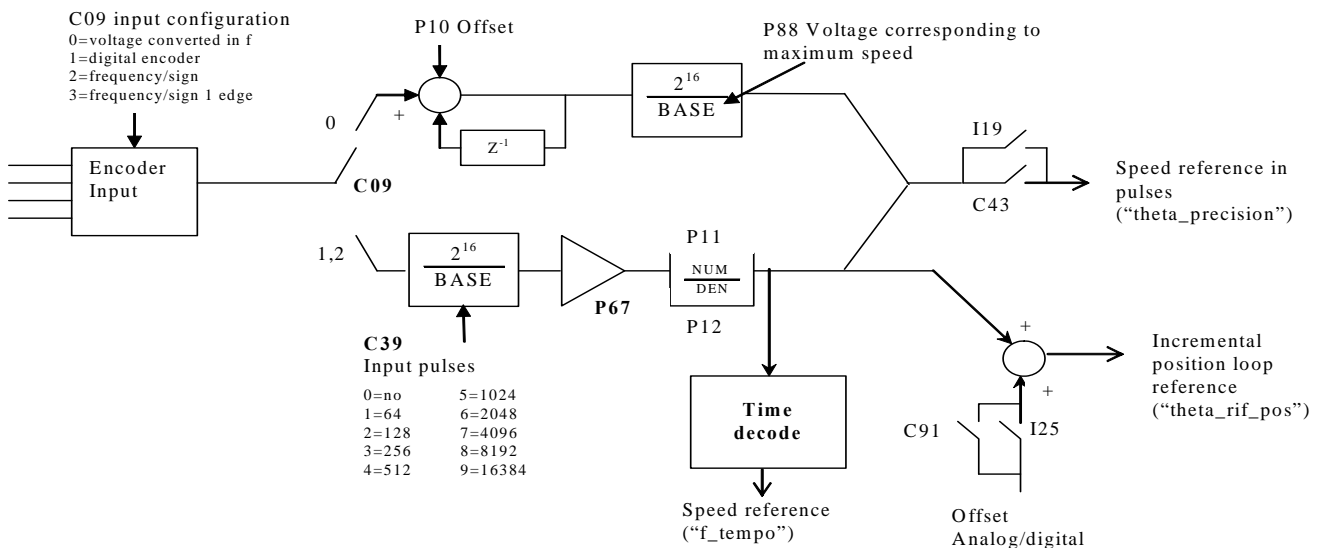 C09 input configuration
0=voltage converted in f
1=digital encoder
2=frequency/sign
3=frequency/sign 1 edge
P10 Offset
P88 Voltage corresponding to
maximum speed
2^16
BASE
0
+
Z^-1
I19
Encoder
Input
C09
C43
Speed reference in
pulses
("theta_precision")
1,2
2^16
BASE
P67
P11
NUM
DEN
P12
C39
Input pulses
0=no 5=1024
1=64 6=2048
2=128 7=4096
3=256 8=8192
4=512 9=16384
Time
decode
Speed reference
("f_tempo")
+
+
Incremental
position loop
reference
("theta_rif_pos")
C91
I25
Offset
Analog/digital